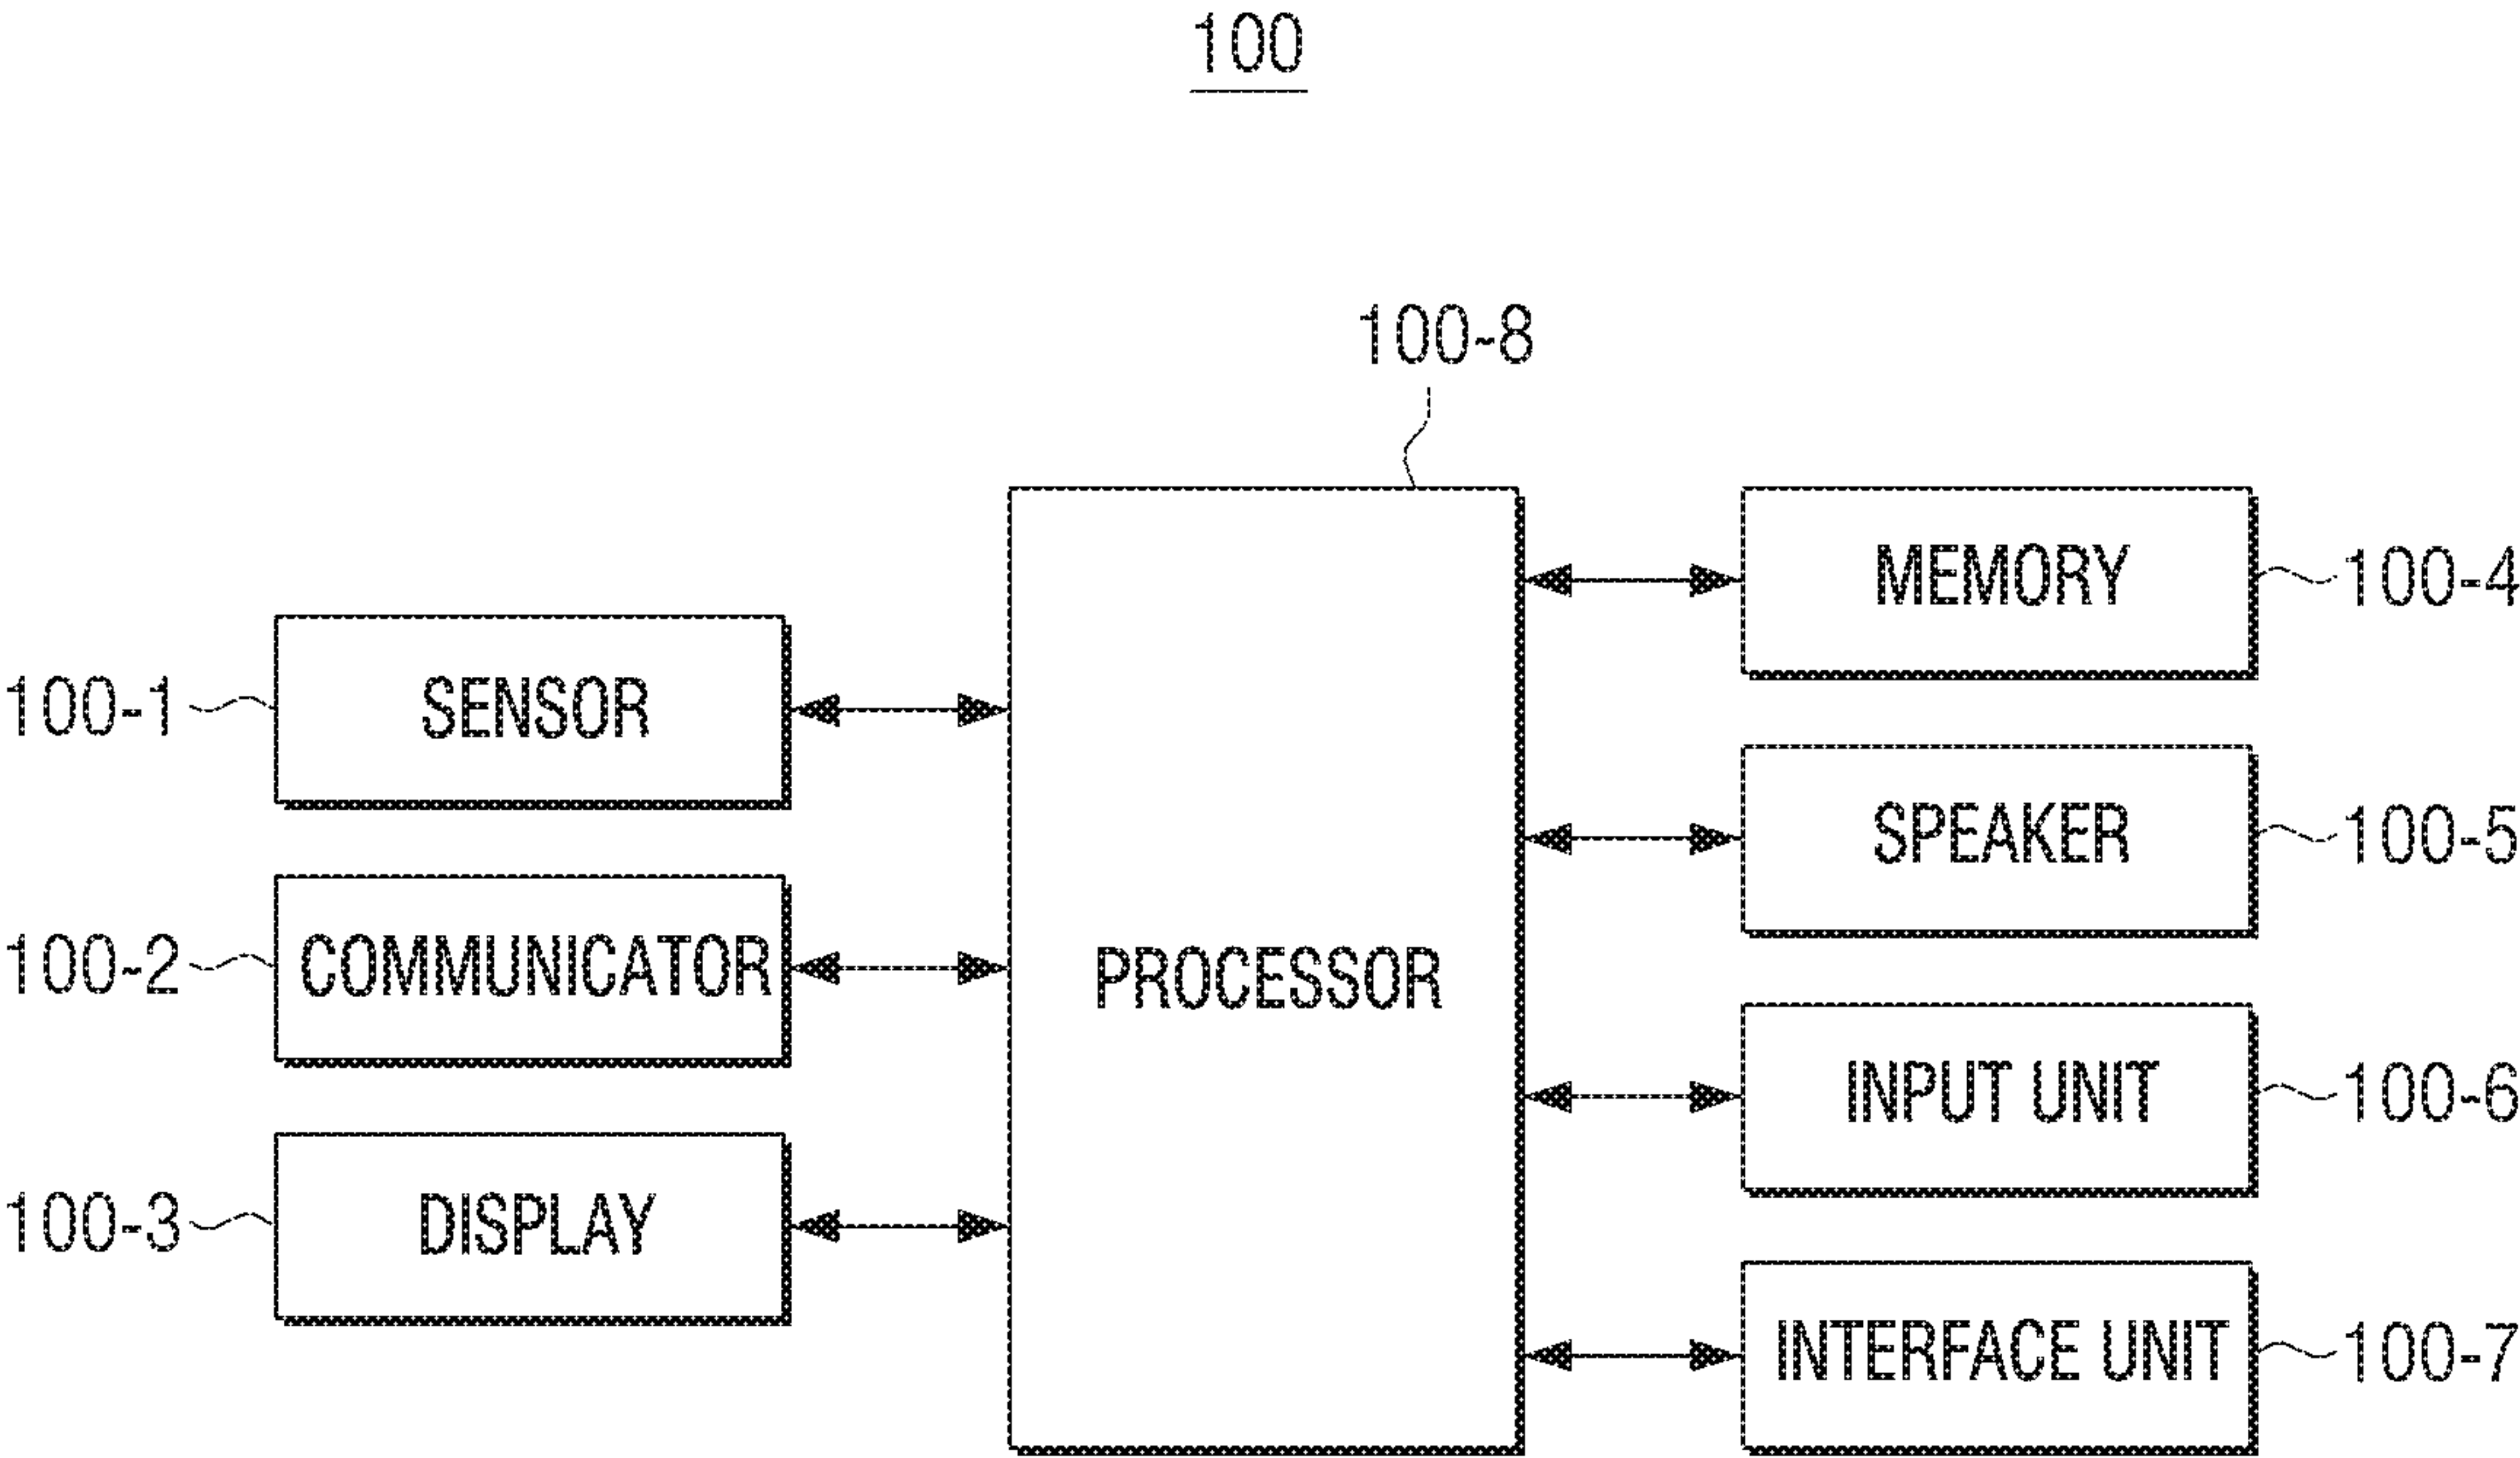 100
100-8
MEMORY 100-4
100-1 SENSOR
SPEAKER 100-5
100-2 COMMUNICATOR
PROCESSOR
INPUT UNIT 100-6
100-3 DISPLAY
INTERFACE UNIT 100-7